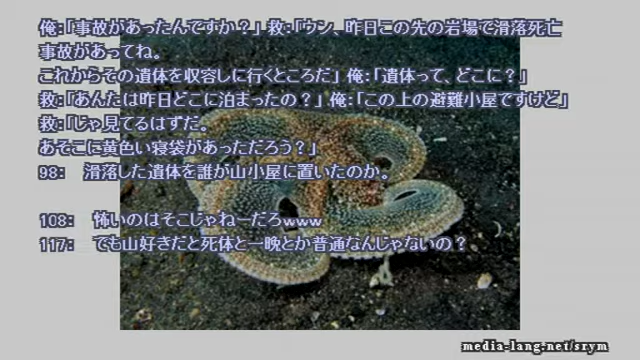 俺:「事故があったんですか?」 救:「ウン、昨日この先の岩場で滑落死亡
事故があってね。
これからその遺体を収容しに行くところだ」 俺:「遺体って、どこに?」
救:「あんたは昨日どこに泊まったの?」 俺:「この上の避難小屋ですけど」
救:「じゃ見てるはずだ。
あそこに黄色い寝袋があっただろう?」
98: 滑落した遺体を誰が山小屋に置いたのか。
108: 怖いのはそこじゃねーだろwww
117: でも山好きだと死体と一晩とか普通なんじゃないの?
media-lang-net/srym